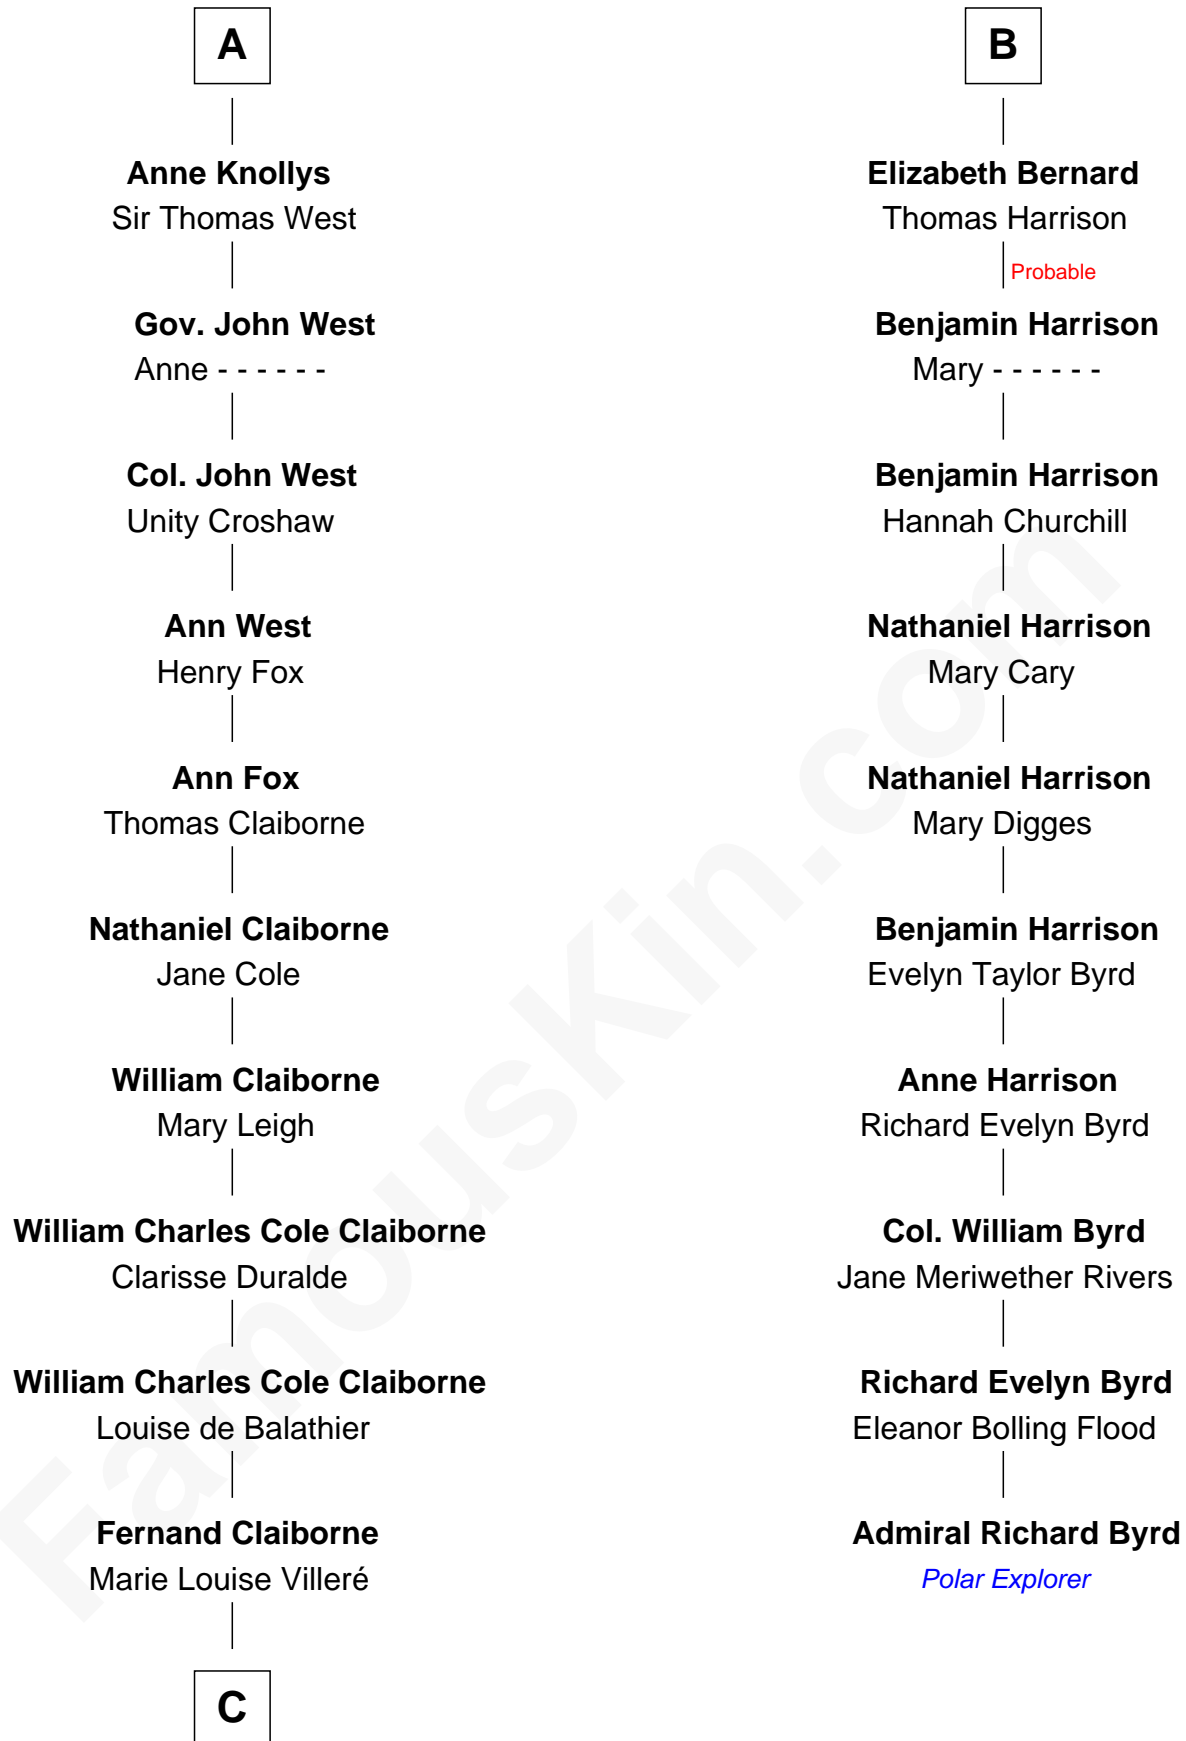 A
Anne Knollys
Sir Thomas West
Gov. John West
Anne - - - - - -
Col. John West
Unity Croshaw
Ann West
Henry Fox
Ann Fox
Thomas Claiborne
Nathaniel Claiborne
Jane Cole
William Claiborne
Mary Leigh
William Charles Cole Claiborne
Clarisse Duralde
William Charles Cole Claiborne
Louise de Balathier
Fernand Claiborne
Marie Louise Villeré
C
B
Elizabeth Bernard
Thomas Harrison
Probable
Benjamin Harrison
Mary - - - - - -
Benjamin Harrison
Hannah Churchill
Nathaniel Harrison
Mary Cary
Nathaniel Harrison
Mary Digges
Benjamin Harrison
Evelyn Taylor Byrd
Anne Harrison
Richard Evelyn Byrd
Col. William Byrd
Jane Meriwether Rivers
Richard Evelyn Byrd
Eleanor Bolling Flood
Admiral Richard Byrd
Polar Explorer
FamousKin.com